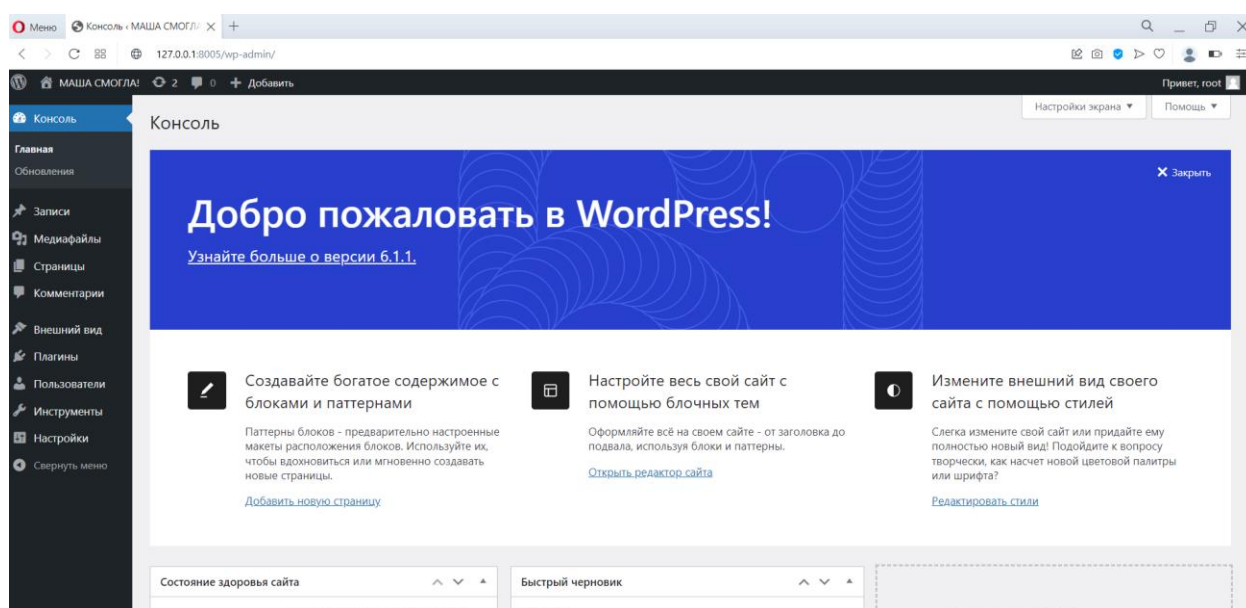 Меню
Консоль ‹ МАША СМОГЛ
127.0.0.1:8005/wp-admin/
МАША СМОГЛА! 2 0 Добавить
Привет, root
Настройки экрана ▼ Помощь ▼
Консоль
Главная
Обновления
Записи
Медиафайлы
Страницы
Комментарии
Внешний вид
Плагины
Пользователи
Инструменты
Настройки
Свернуть меню
Консоль
Закрыть
Добро пожаловать в WordPress!
Узнайте больше о версии 6.1.1.
Создавайте богатое содержимое с
блоками и паттернами
Паттерны блоков - предварительно настроенные
макеты расположения блоков. Используйте их,
чтобы вдохновиться или мгновенно создавать
новые страницы.
Добавить новую страницу
Настройте весь свой сайт с
помощью блочных тем
Оформляйте всё на своем сайте - от заголовка до
подвала, используя блоки и паттерны.
Открыть редактор сайта
Измените внешний вид своего
сайта с помощью стилей
Слегка измените свой сайт или придайте ему
полностью новый вид! Подойдите к вопросу
творчески, как насчет новой цветовой палитры
или шрифта?
Редактировать стили
Состояние здоровья сайта
Быстрый черновик